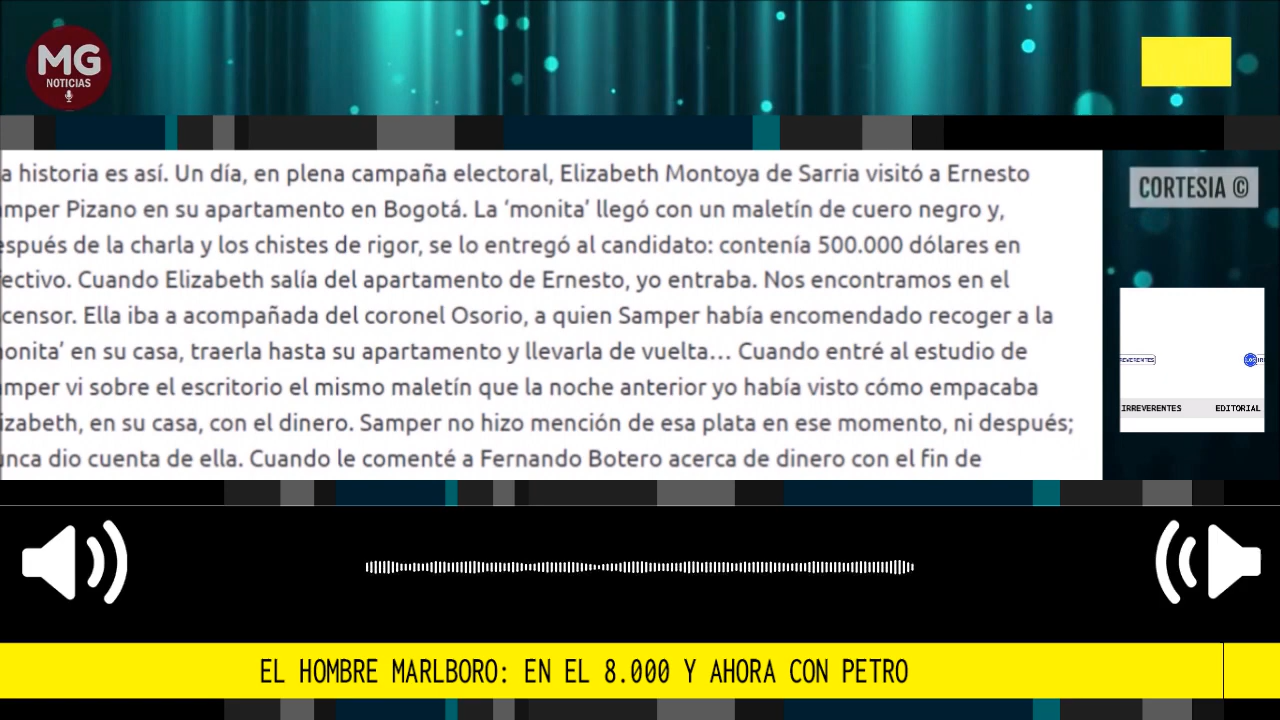 MG
NOTICIAS
a historia es así. Un día, en plena campaña electoral, Elizabeth Montoya de Sarria visitó a Ernesto
amper Pizano en su apartamento en Bogotá. La ‘monita’ llegó con un maletín de cuero negro y,
espués de la charla y los chistes de rigor, se lo entregó al candidato: contenía 500.000 dólares en
ectivo. Cuando Elizabeth salía del apartamento de Ernesto, yo entraba. Nos encontramos en el
censor. Ella iba a acompañada del coronel Osorio, a quien Samper había encomendado recoger a la
onita’ en su casa, traerla hasta su apartamento y llevarla de vuelta… Cuando entré al estudio de
amper vi sobre el escritorio el mismo maletín que la noche anterior yo había visto cómo empacaba
izabeth, en su casa, con el dinero. Samper no hizo mención de esa plata en ese momento, ni después;
unca dio cuenta de ella. Cuando le comenté a Fernando Botero acerca de dinero con el fin de
CORTESIA ©
REVERENTES
IRREVERENTES EDITORIAL
EL HOMBRE MARLBORO: EN EL 8.000 Y AHORA CON PETRO